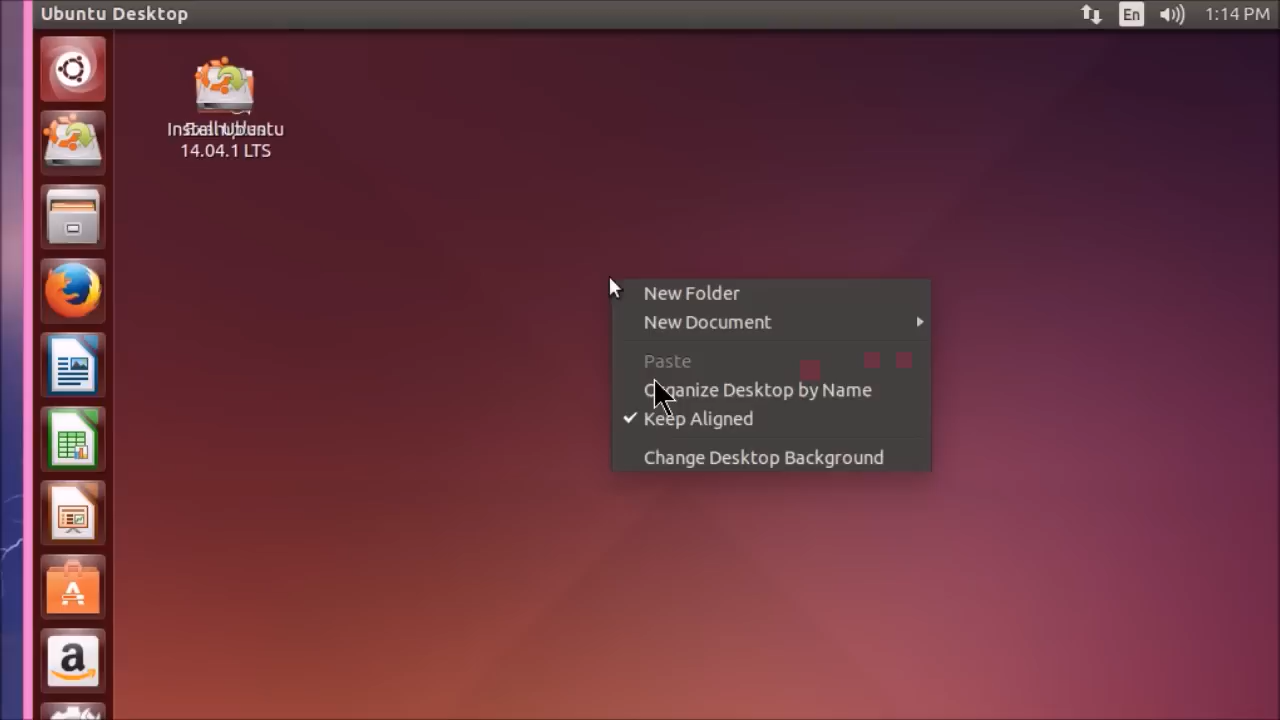 Ubuntu Desktop
En
1:14 PM
Install Ubuntu
14.04.1 LTS
New Folder
New Document
Paste
Organize Desktop by Name
Keep Aligned
Change Desktop Background